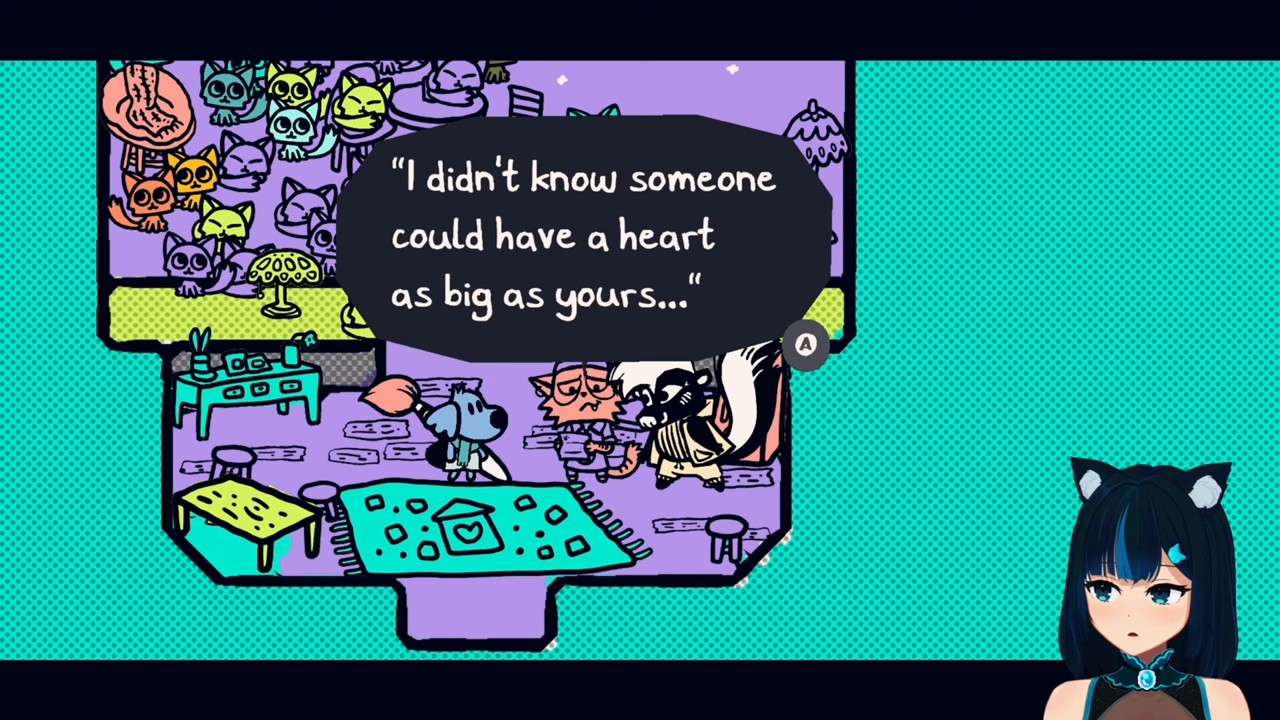 "I didn't know someone
could have a heart
as big as yours..."
A